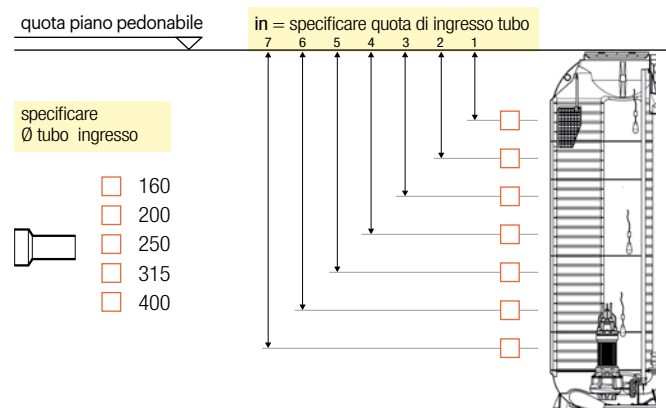 quota piano pedonabile
in = specificare quota di ingresso tubo
7 6 5 4 3 2 1
specificare
Ø tubo ingresso
160
200
250
315
400